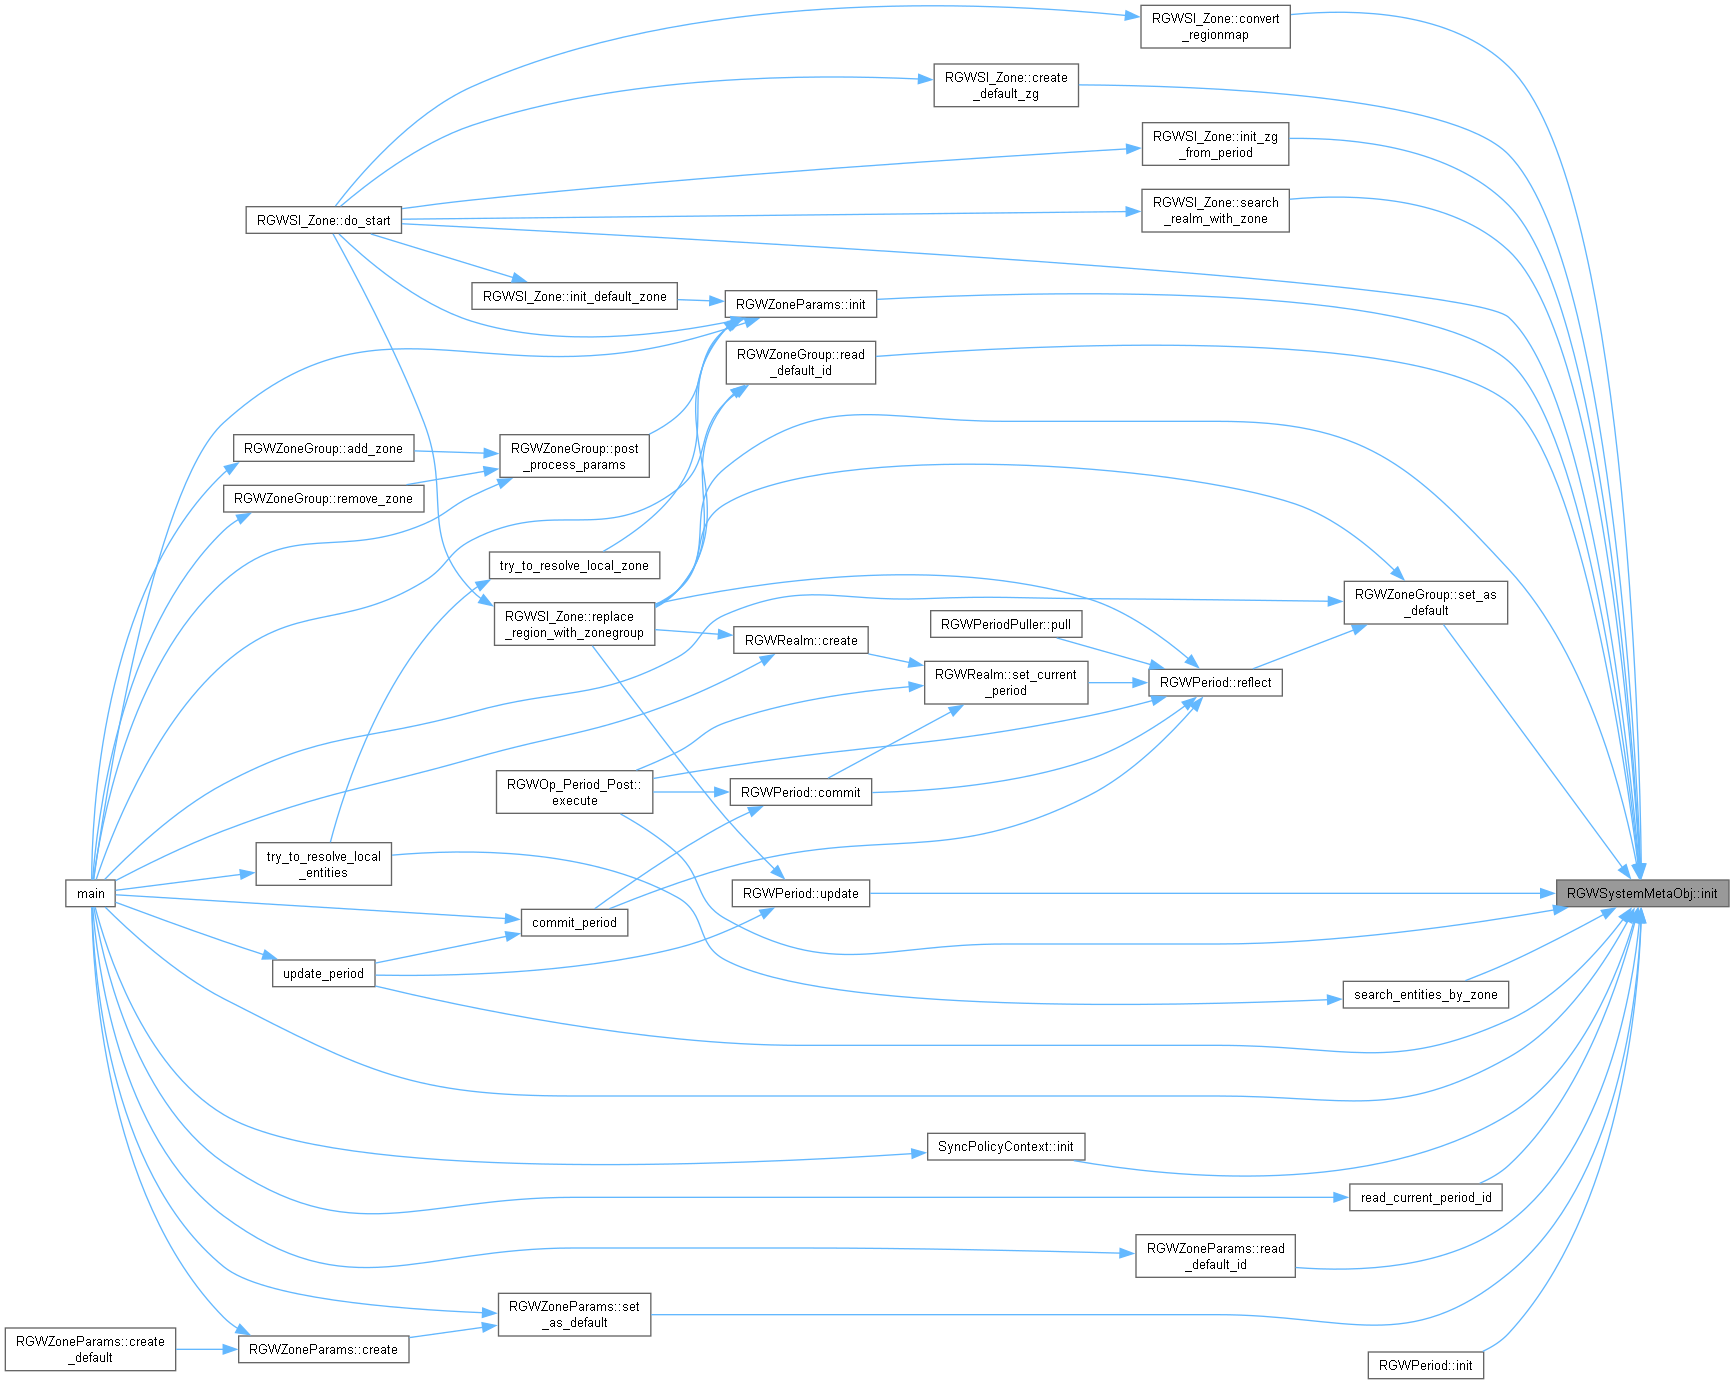 RGWSI_Zone::convert
_regionmap
RGWSI_Zone::create
_default_zg
RGWSI_Zone::init_zg
_from_period
RGWSI_Zone::search
_realm_with_zone
RGWSI_Zone::do_start
RGWSI_Zone::init_default_zone
RGWZoneParams::init
RGWZoneGroup::read
_default_id
RGWZoneGroup::add_zone
RGWZoneGroup::post
_process_params
RGWZoneGroup::remove_zone
try_to_resolve_local_zone
RGWSI_Zone::replace
_region_with_zonegroup
RGWZoneGroup::set_as
_default
RGWPeriodPuller::pull
RGWRealm::create
RGWRealm::set_current
_period
RGWPeriod::reflect
RGWOp_Period_Post::
execute
RGWPeriod::commit
try_to_resolve_local
_entities
main
RGWPeriod::update
RGWSystemMetaObj::init
commit_period
update_period
search_entities_by_zone
SyncPolicyContext::init
read_current_period_id
RGWZoneParams::read
_default_id
RGWZoneParams::set
_as_default
RGWZoneParams::create
_default
RGWZoneParams::create
RGWPeriod::init